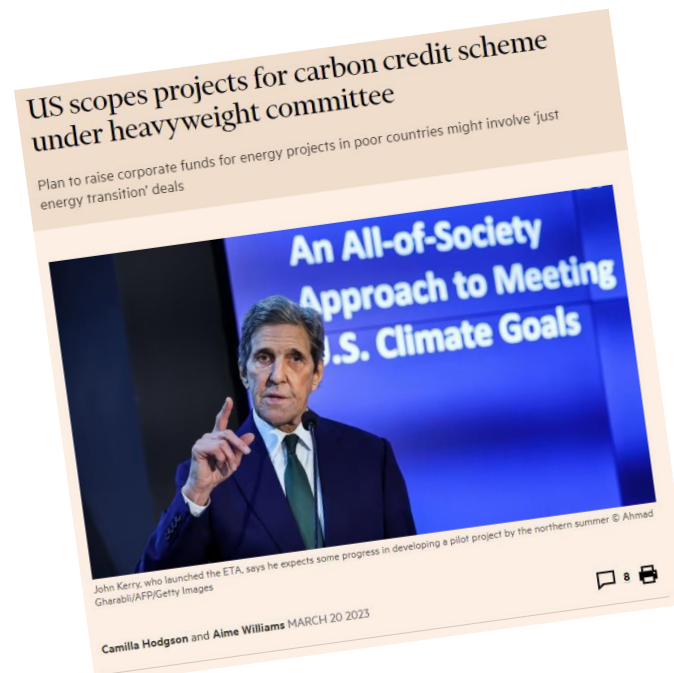 US scopes projects for carbon credit scheme
under heavyweight committee
Plan to raise corporate funds for energy projects in poor countries might involve ‘just
energy transition’ deals
An All-of-Society
Approach to Meeting
U.S. Climate Goals
John Kerry, who launched the ETA, says he expects some progress in developing a pilot project by the northern summer © Ahmad
Gharabli/AFP/Getty Images
8
Camilla Hodgson and Aime Williams MARCH 20 2023